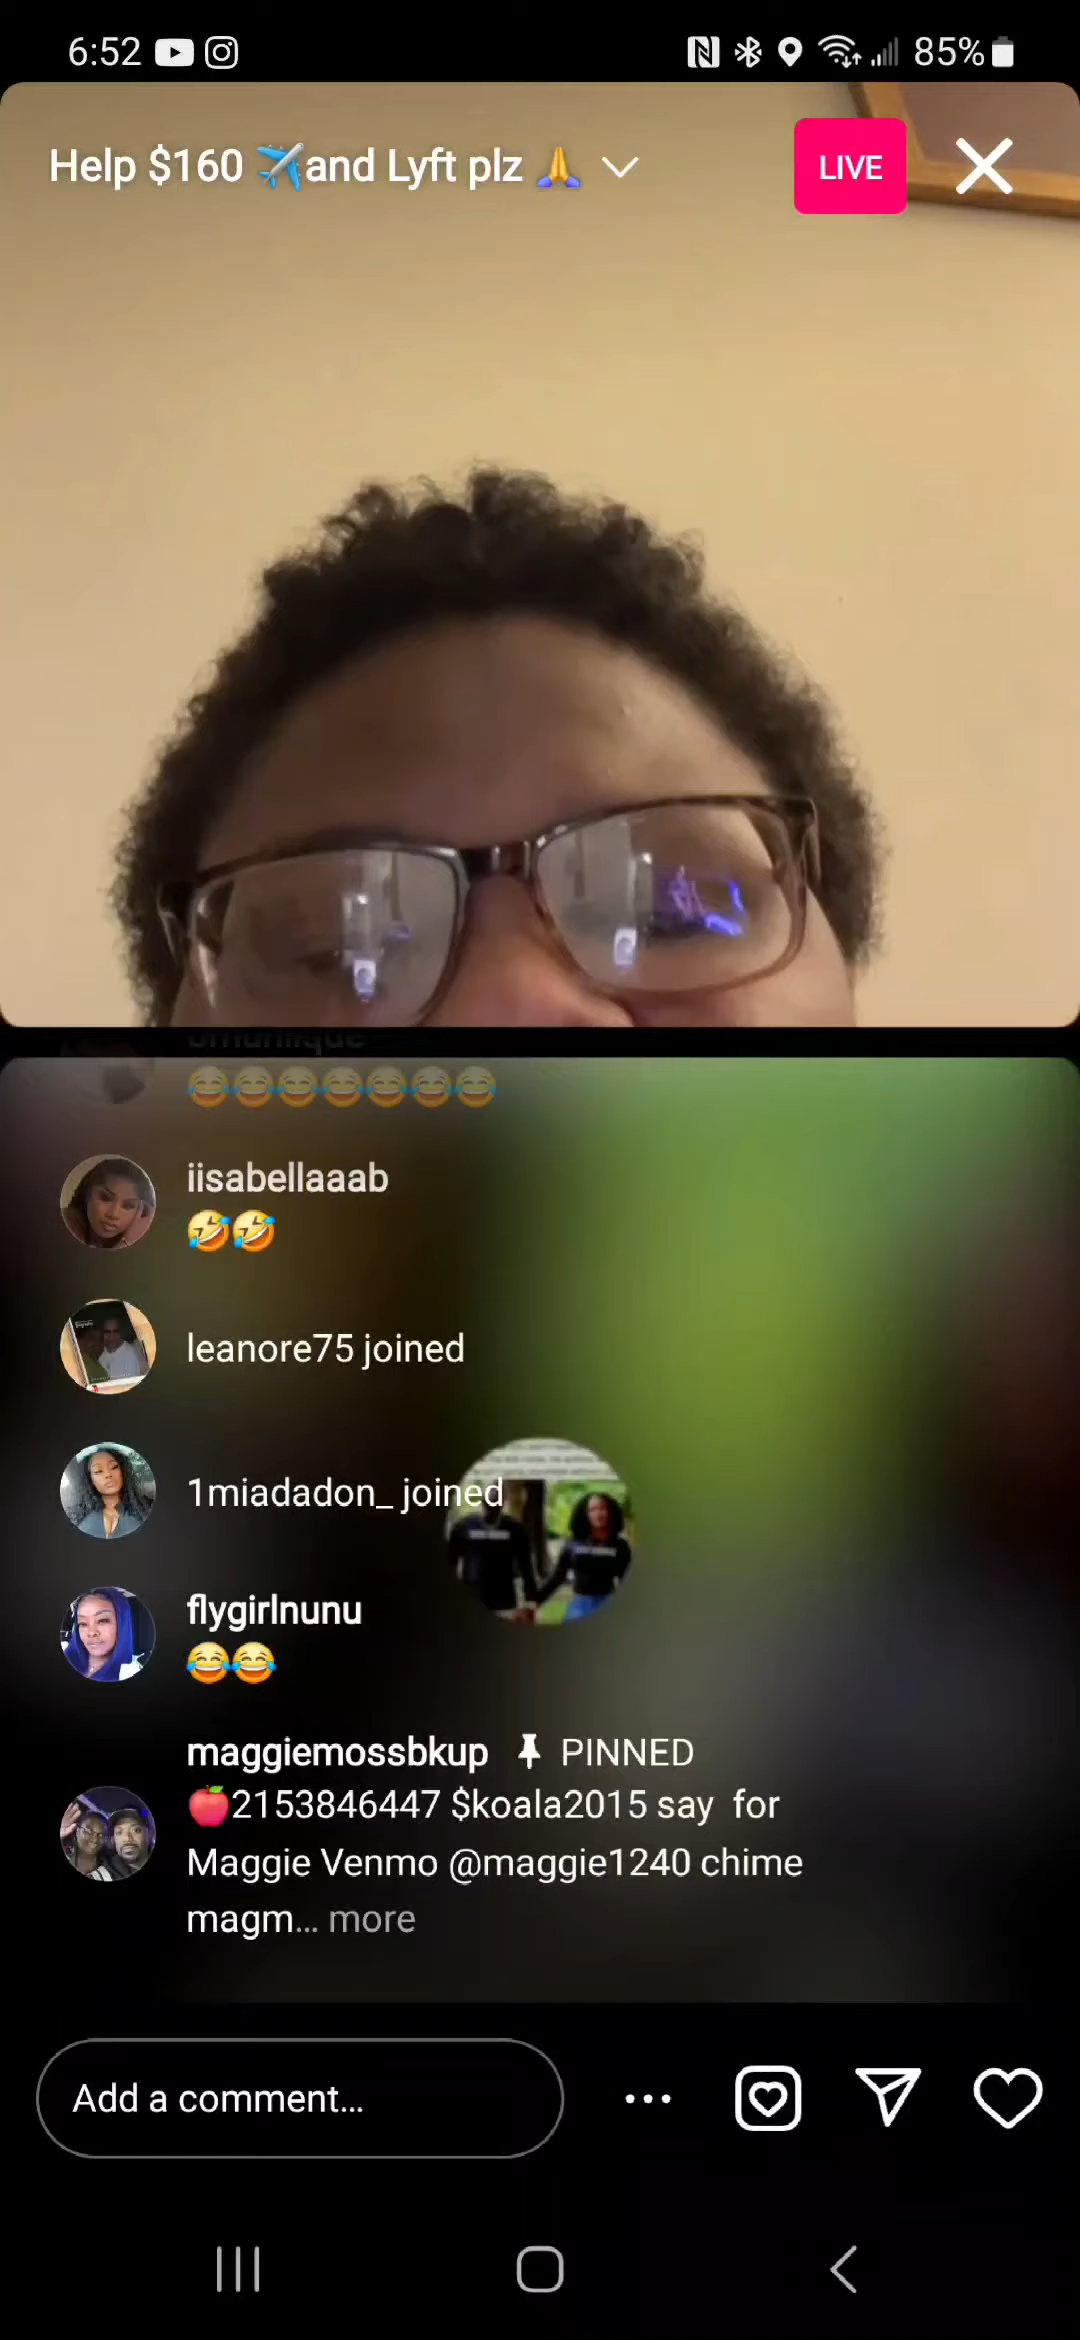 6:52
85%
Help $160 ✈️and Lyft plz 🙏
LIVE
😂😂😂😂😂😂😂
iisabellaaab
🤣🤣
leanore75 joined
1miadadon_ joined
flygirlnunu
😂😂
maggiemossbkup 📌 PINNED
🍎2153846447 $koala2015 say for
Maggie Venmo @maggie1240 chime
magm... more
Add a comment...